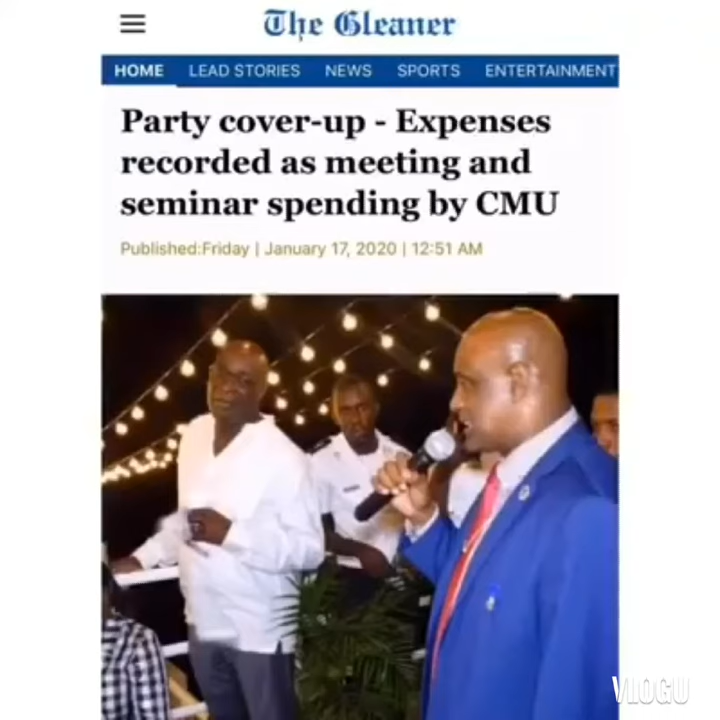 The Gleaner
HOME LEAD STORIES NEWS SPORTS ENTERTAINMENT
Party cover-up - Expenses
recorded as meeting and
seminar spending by CMU
Published:Friday | January 17, 2020 | 12:51 AM
VLOGU